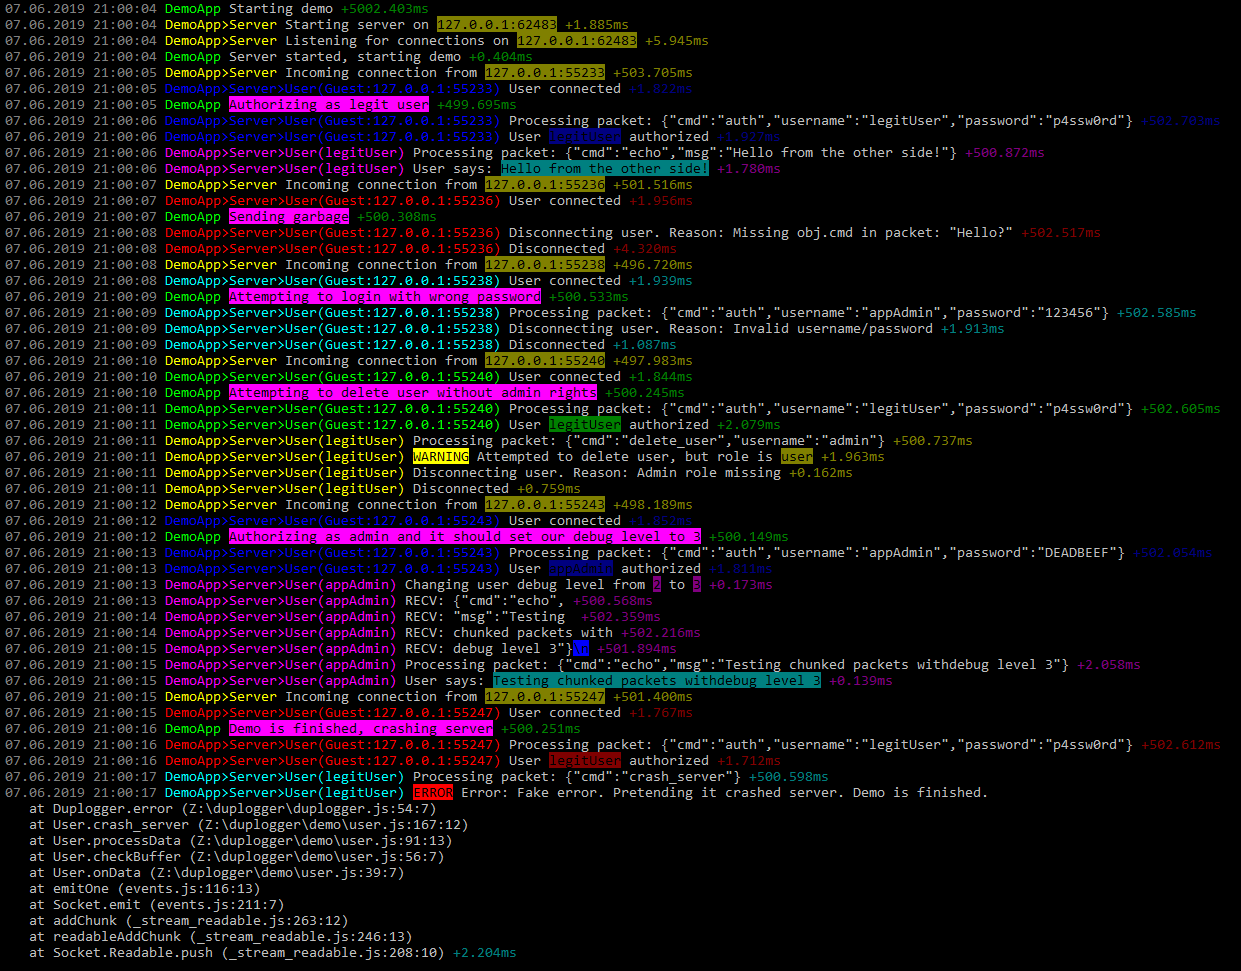 07.06.2019 21:00:04 DemoApp Starting demo +5002.403ms
07.06.2019 21:00:04 DemoApp>Server Starting server on 127.0.0.1:62483 +1.885ms
07.06.2019 21:00:04 DemoApp>Server Listening for connections on 127.0.0.1:62483 +5.945ms
07.06.2019 21:00:04 DemoApp Server started, starting demo +0.404ms
07.06.2019 21:00:05 DemoApp>Server Incoming connection from 127.0.0.1:55233 +503.705ms
07.06.2019 21:00:05 DemoApp>Server>User(Guest:127.0.0.1:55233) User connected +1.822ms
07.06.2019 21:00:05 DemoApp Authorizing as legit user +499.695ms
07.06.2019 21:00:06 DemoApp>Server>User(Guest:127.0.0.1:55233) Processing packet: {"cmd":"auth","username":"legitUser","password":"p4ssw0rd"} +502.703ms
07.06.2019 21:00:06 DemoApp>Server>User(Guest:127.0.0.1:55233) User legitUser authorized +1.927ms
07.06.2019 21:00:06 DemoApp>Server>User(legitUser) Processing packet: {"cmd":"echo","msg":"Hello from the other side!"} +500.872ms
07.06.2019 21:00:06 DemoApp>Server>User(legitUser) User says: Hello from the other side! +1.780ms
07.06.2019 21:00:07 DemoApp>Server Incoming connection from 127.0.0.1:55236 +501.516ms
07.06.2019 21:00:07 DemoApp>Server>User(Guest:127.0.0.1:55236) User connected +1.956ms
07.06.2019 21:00:07 DemoApp Sending garbage +500.308ms
07.06.2019 21:00:08 DemoApp>Server>User(Guest:127.0.0.1:55236) Disconnecting user. Reason: Missing obj.cmd in packet: "Hello?" +502.517ms
07.06.2019 21:00:08 DemoApp>Server>User(Guest:127.0.0.1:55236) Disconnected +4.320ms
07.06.2019 21:00:08 DemoApp>Server Incoming connection from 127.0.0.1:55238 +496.720ms
07.06.2019 21:00:08 DemoApp>Server>User(Guest:127.0.0.1:55238) User connected +1.939ms
07.06.2019 21:00:09 DemoApp Attempting to login with wrong password +500.533ms
07.06.2019 21:00:09 DemoApp>Server>User(Guest:127.0.0.1:55238) Processing packet: {"cmd":"auth","username":"appAdmin","password":"123456"} +502.585ms
07.06.2019 21:00:09 DemoApp>Server>User(Guest:127.0.0.1:55238) Disconnecting user. Reason: Invalid username/password +1.913ms
07.06.2019 21:00:09 DemoApp>Server>User(Guest:127.0.0.1:55238) Disconnected +1.087ms
07.06.2019 21:00:10 DemoApp>Server Incoming connection from 127.0.0.1:55240 +497.983ms
07.06.2019 21:00:10 DemoApp>Server>User(Guest:127.0.0.1:55240) User connected +1.844ms
07.06.2019 21:00:10 DemoApp Attempting to delete user without admin rights +500.245ms
07.06.2019 21:00:11 DemoApp>Server>User(Guest:127.0.0.1:55240) Processing packet: {"cmd":"auth","username":"legitUser","password":"p4ssw0rd"} +502.605ms
07.06.2019 21:00:11 DemoApp>Server>User(Guest:127.0.0.1:55240) User legitUser authorized +2.079ms
07.06.2019 21:00:11 DemoApp>Server>User(legitUser) Processing packet: {"cmd":"delete_user","username":"admin"} +500.737ms
07.06.2019 21:00:11 DemoApp>Server>User(legitUser) WARNING Attempted to delete user, but role is user +1.963ms
07.06.2019 21:00:11 DemoApp>Server>User(legitUser) Disconnecting user. Reason: Admin role missing +0.162ms
07.06.2019 21:00:11 DemoApp>Server>User(legitUser) Disconnected +0.759ms
07.06.2019 21:00:12 DemoApp>Server Incoming connection from 127.0.0.1:55243 +498.189ms
07.06.2019 21:00:12 DemoApp>Server>User(Guest:127.0.0.1:55243) User connected +1.852ms
07.06.2019 21:00:12 DemoApp Authorizing as admin and it should set our debug level to 3 +500.149ms
07.06.2019 21:00:13 DemoApp>Server>User(Guest:127.0.0.1:55243) Processing packet: {"cmd":"auth","username":"appAdmin","password":"DEADBEEF"} +502.054ms
07.06.2019 21:00:13 DemoApp>Server>User(Guest:127.0.0.1:55243) User appAdmin authorized +1.811ms
07.06.2019 21:00:13 DemoApp>Server>User(appAdmin) Changing user debug level from 2 to 3 +0.173ms
07.06.2019 21:00:13 DemoApp>Server>User(appAdmin) RECV: {"cmd":"echo", +500.568ms
07.06.2019 21:00:14 DemoApp>Server>User(appAdmin) RECV: "msg":"Testing  +502.359ms
07.06.2019 21:00:14 DemoApp>Server>User(appAdmin) RECV: chunked packets with +502.216ms
07.06.2019 21:00:15 DemoApp>Server>User(appAdmin) RECV: debug level 3"}\n +501.894ms
07.06.2019 21:00:15 DemoApp>Server>User(appAdmin) Processing packet: {"cmd":"echo","msg":"Testing chunked packets withdebug level 3"} +2.058ms
07.06.2019 21:00:15 DemoApp>Server>User(appAdmin) User says: Testing chunked packets withdebug level 3 +0.139ms
07.06.2019 21:00:15 DemoApp>Server Incoming connection from 127.0.0.1:55247 +501.400ms
07.06.2019 21:00:15 DemoApp>Server>User(Guest:127.0.0.1:55247) User connected +1.767ms
07.06.2019 21:00:16 DemoApp Demo is finished, crashing server +500.251ms
07.06.2019 21:00:16 DemoApp>Server>User(Guest:127.0.0.1:55247) Processing packet: {"cmd":"auth","username":"legitUser","password":"p4ssw0rd"} +502.612ms
07.06.2019 21:00:16 DemoApp>Server>User(Guest:127.0.0.1:55247) User legitUser authorized +1.712ms
07.06.2019 21:00:17 DemoApp>Server>User(legitUser) Processing packet: {"cmd":"crash_server"} +500.598ms
07.06.2019 21:00:17 DemoApp>Server>User(legitUser) ERROR Error: Fake error. Pretending it crashed server. Demo is finished.
at Duplogger.error (Z:\duplogger\duplogger.js:54:7)
at User.crash_server (Z:\duplogger\demo\user.js:167:12)
at User.processData (Z:\duplogger\demo\user.js:91:13)
at User.checkBuffer (Z:\duplogger\demo\user.js:56:7)
at User.onData (Z:\duplogger\demo\user.js:39:7)
at emitOne (events.js:116:13)
at Socket.emit (events.js:211:7)
at addChunk (_stream_readable.js:263:12)
at readableAddChunk (_stream_readable.js:246:13)
at Socket.Readable.push (_stream_readable.js:208:10) +2.204ms